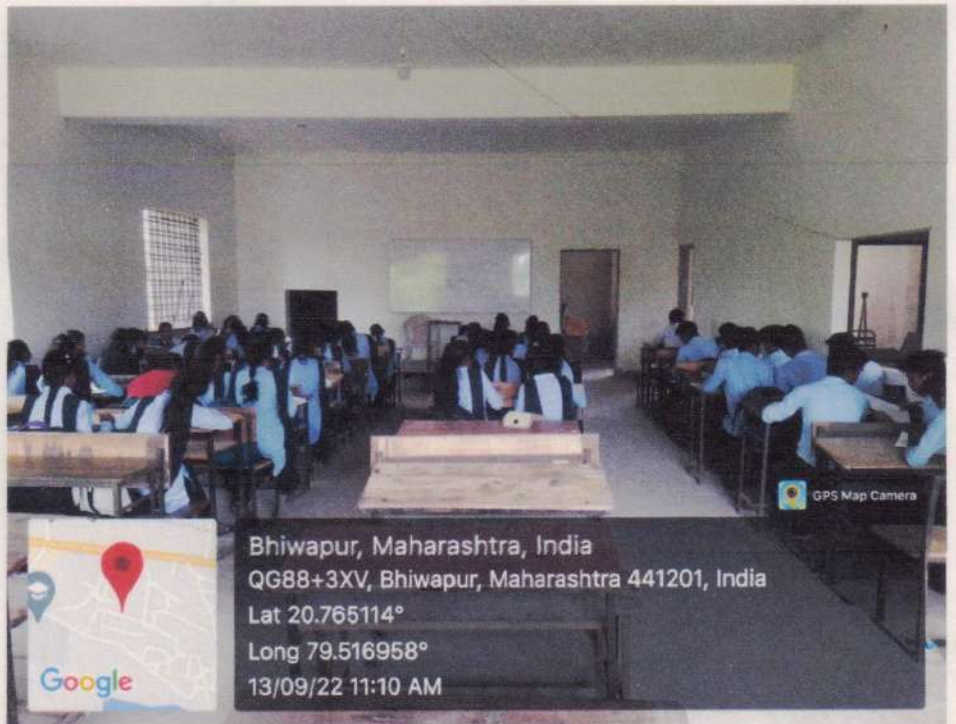 GPS Map Camera
Bhiwapur, Maharashtra, India
QG88+3XV, Bhiwapur, Maharashtra 441201, India
Lat 20.765114°
Long 79.516958°
13/09/22 11:10 AM
Google